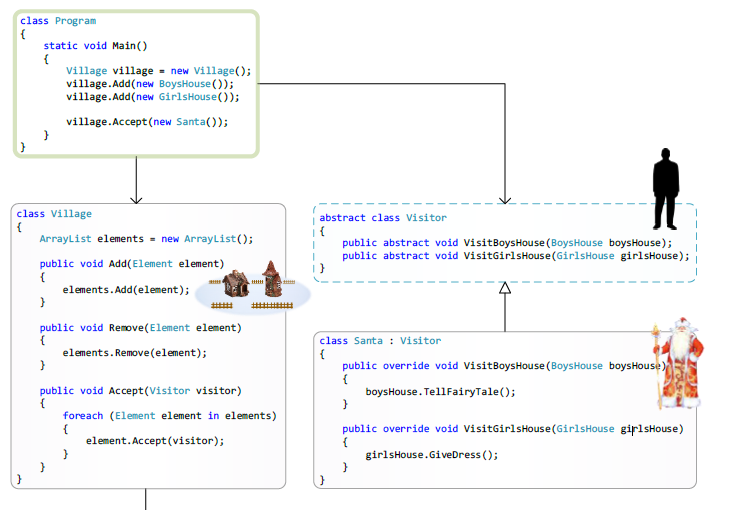 class Program
{
static void Main()
{
Village village = new Village();
village.Add(new BoysHouse());
village.Add(new GirlsHouse());
village.Accept(new Santa());
}
}
class Village
{
ArrayList elements = new ArrayList();
public void Add(Element element)
{
elements.Add(element);
}
public void Remove(Element element)
{
elements.Remove(element);
}
public void Accept(Visitor visitor)
{
foreach (Element element in elements)
{
element.Accept(visitor);
}
}
}
abstract class Visitor
{
public abstract void VisitBoysHouse(BoysHouse boysHouse);
public abstract void VisitGirlsHouse(GirlsHouse girlsHouse);
}
class Santa : Visitor
{
public override void VisitBoysHouse(BoysHouse boysHouse)
{
boysHouse.TellFairyTale();
}
public override void VisitGirlsHouse(GirlsHouse girlsHouse)
{
girlsHouse.GiveDress();
}
}